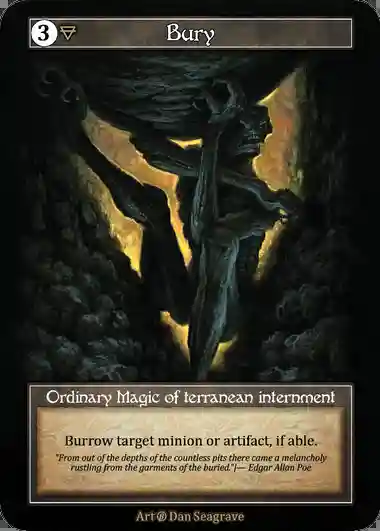 3
Bury
Ordinary Magic of terranean internment
Burrow target minion or artifact, if able.
"From out of the depths of the countless pits there came a melancholy
rustling from the garments of the buried."— Edgar Allan Poe
Art Dan Seagrave